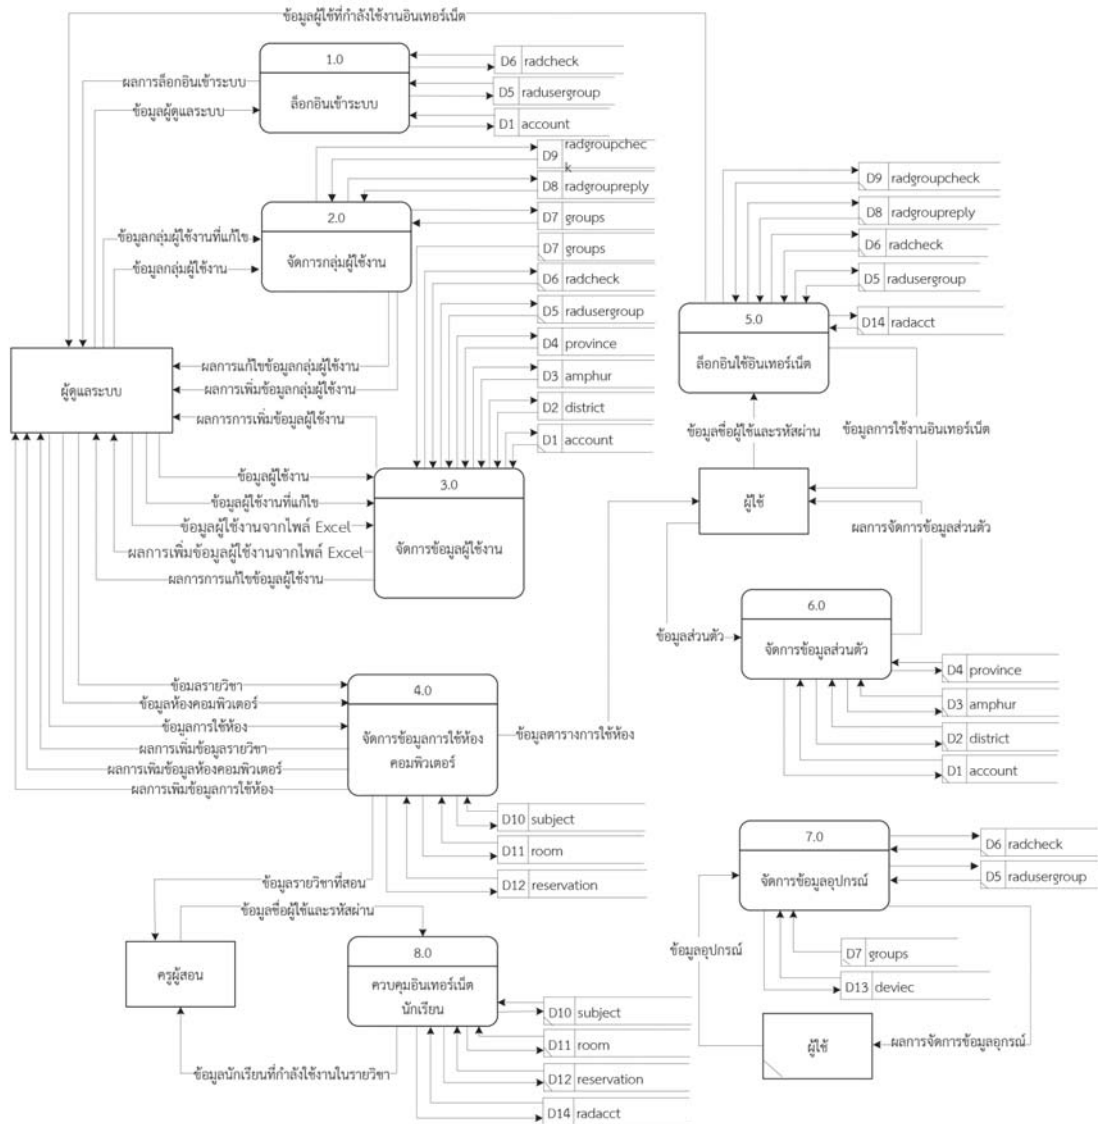 ข้อมูลผู้ใช้ที่กำลังใช้งานอินเทอร์เน็ต
1.0
ล็อกอินเข้าระบบ
D6 radcheck
D5 radusergroup
D1 account
ผลการล็อกอินเข้าระบบ
ข้อมูลผู้ดูแลระบบ
D9 radgroupchec
k
D8 radgroupreply
D7 groups
2.0
จัดการกลุ่มผู้ใช้งาน
ข้อมูลกลุ่มผู้ใช้งานที่แก้ไข
ข้อมูลกลุ่มผู้ใช้งาน
D7 groups
D6 radcheck
D5 radusergroup
D4 province
D3 amphur
D2 district
D1 account
ผู้ดูแลระบบ
ผลการแก้ไขข้อมูลกลุ่มผู้ใช้งาน
ผลการเพิ่มข้อมูลกลุ่มผู้ใช้งาน
ผลการการเพิ่มข้อมูลผู้ใช้งาน
3.0
จัดการข้อมูลผู้ใช้งาน
ข้อมูลผู้ใช้งาน
ข้อมูลผู้ใช้งานที่แก้ไข
ข้อมูลผู้ใช้งานจากไพล์ Excel
ผลการเพิ่มข้อมูลผู้ใช้งานจากไพล์ Excel
ผลการการแก้ไขข้อมูลผู้ใช้งาน
D9 radgroupcheck
D8 radgroupreply
D6 radcheck
D5 radusergroup
D14 radacct
5.0
ล็อกอินใช้อินเทอร์เน็ต
ข้อมูลชื่อผู้ใช้และรหัสผ่าน
ข้อมูลการใช้งานอินเทอร์เน็ต
ผู้ใช้
ผลการจัดการข้อมูลส่วนตัว
6.0
จัดการข้อมูลส่วนตัว
ข้อมูลส่วนตัว
D4 province
D3 amphur
D2 district
D1 account
ข้อมลรายวิชา
ข้อมูลห้องคอมพิวเตอร์
ข้อมูลการใช้ห้อง
ผลการเพิ่มข้อมูลรายวิชา
ผลการเพิ่มข้อมูลห้องคอมพิวเตอร์
ผลการเพิ่มข้อมูลการใช้ห้อง
4.0
จัดการข้อมูลการใช้ห้อง
คอมพิวเตอร์
ข้อมูลตารางการใช้ห้อง
D10 subject
D11 room
D12 reservation
ข้อมูลรายวิชาที่สอน
ข้อมูลชื่อผู้ใช้และรหัสผ่าน
ครูผู้สอน
8.0
ควบคุมอินเทอร์เน็ต
นักเรียน
ข้อมูลนักเรียนที่กำลังใช้งานในรายวิชา
D10 subject
D11 room
D12 reservation
D14 radacct
7.0
จัดการข้อมูลอุปกรณ์
D6 radcheck
D5 radusergroup
ข้อมูลอุปกรณ์
D7 groups
D13 deviec
ผู้ใช้
ผลการจัดการข้อมูลอุกรณ์